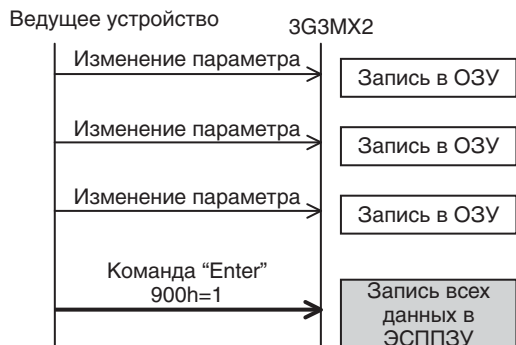 Ведущее устройство
3G3MX2
Изменение параметра
Запись в ОЗУ
Изменение параметра
Запись в ОЗУ
Изменение параметра
Запись в ОЗУ
Команда “Enter”
900h=1
Запись всех
данных в
ЭСППЗУ